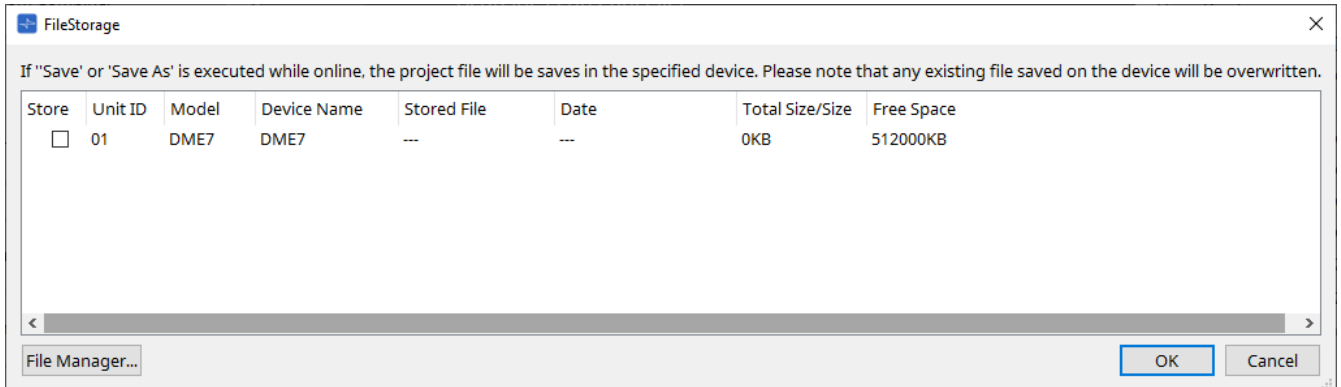 FileStorage
If "Save' or 'Save As' is executed while online, the project file will be saves in the specified device. Please note that any existing file saved on the device will be overwritten.
Store Unit ID Model Device Name Stored File Date Total Size/Size Free Space
01 DME7 DME7 --- --- 0KB 512000KB
File Manager... OK Cancel